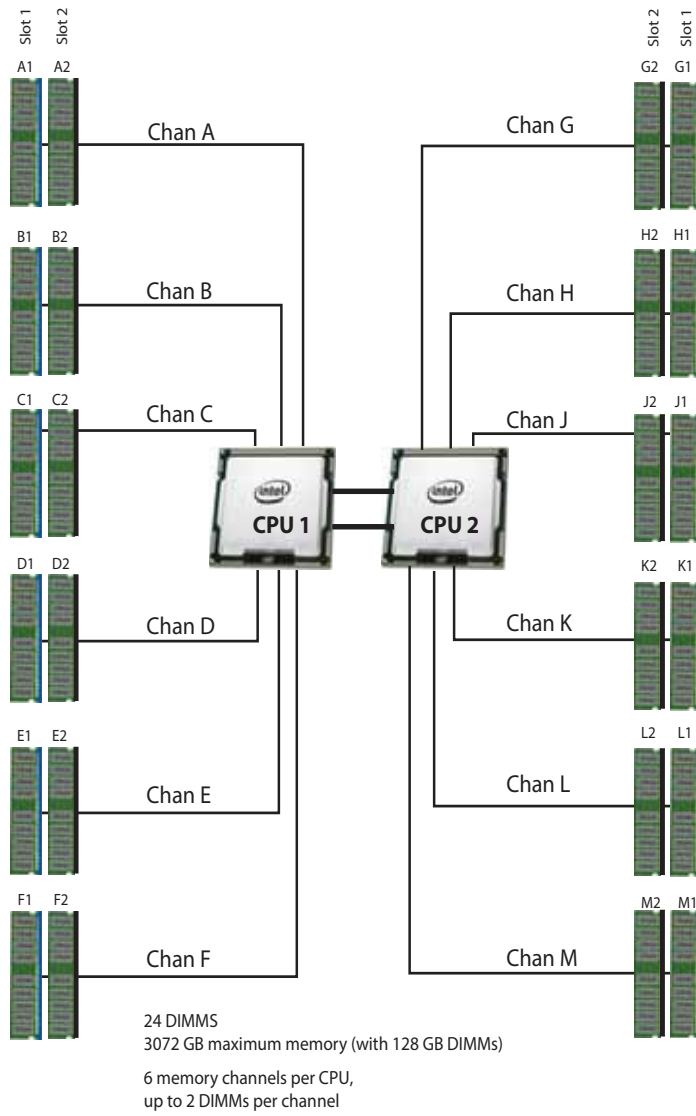 Slot 1 Slot 2 Slot 2 Slot 1
A1 A2 G2 G1
Chan A Chan G
B1 B2 H2 H1
Chan B Chan H
C1 C2 J2 J1
Chan C Chan J
intel intel
CPU 1 CPU 2
D1 D2 K2 K1
Chan D Chan K
E1 E2 L2 L1
Chan E Chan L
F1 F2 M2 M1
Chan F Chan M
24 DIMMS
3072 GB maximum memory (with 128 GB DIMMs)
6 memory channels per CPU,
up to 2 DIMMs per channel